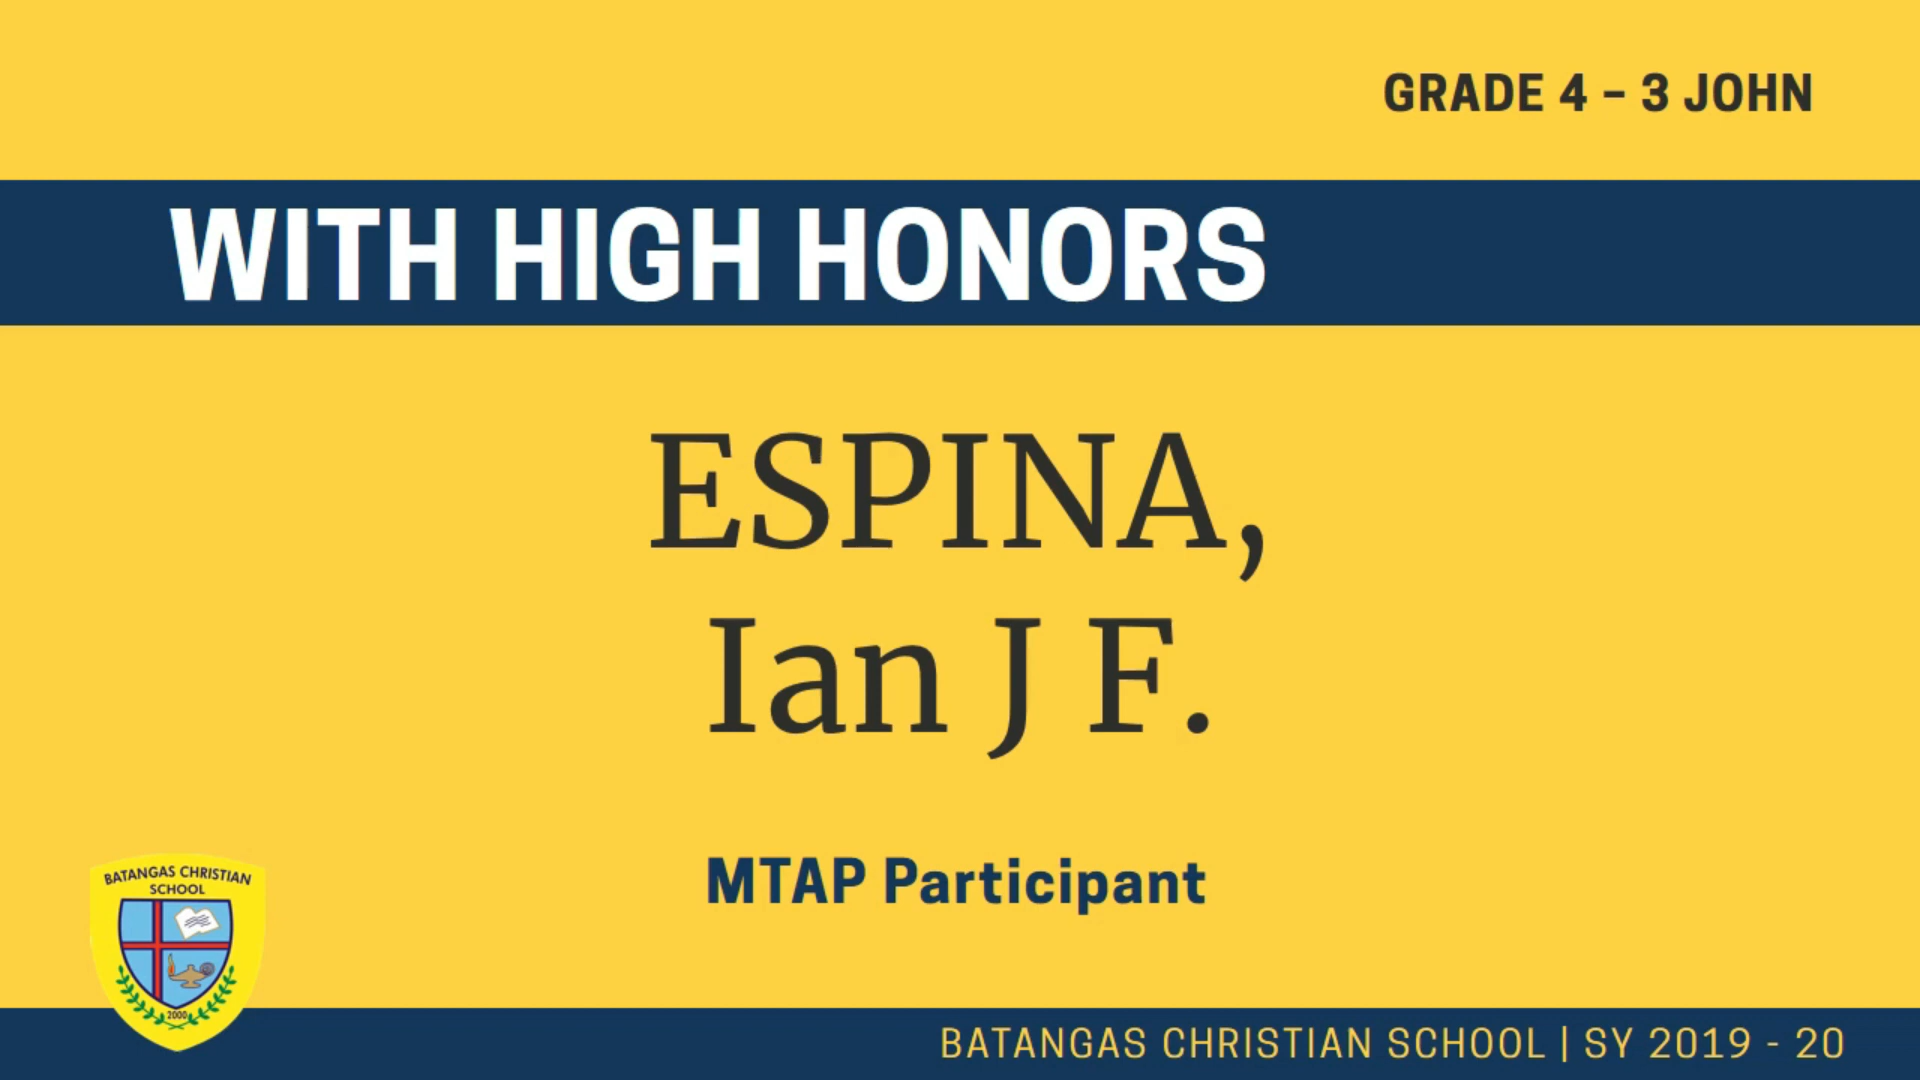 GRADE 4 – 3 JOHN
WITH HIGH HONORS
ESPINA,
Ian J F.
MTAP Participant
BATANGAS CHRISTIAN
SCHOOL
2000
BATANGAS CHRISTIAN SCHOOL | SY 2019 - 20